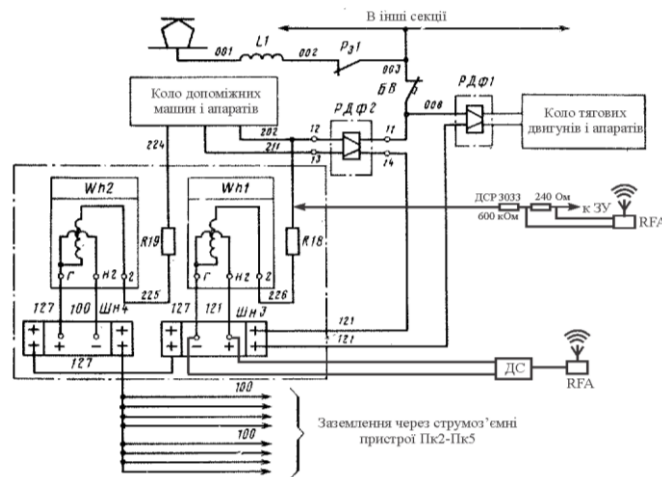 В інші секції
001
L1
002
Рз1
003
БВ
РДФ1
008
Коло допоміжних
машин і апаратів
РДФ2
202
12
11
211
13
14
Коло тягових
двигунів і апаратів
224
Wh2
Wh1
R19
R18
ДСР 3033
240 Ом
600 кОм
к ЗУ
RFA
г
н2
2
г
н2
2
225
226
127
100
Шн4
127
121
Шн3
121
121
+
+
-
+
+
+
+
-
+
+
-
+
+
127
ДС
RFA
100
100
Заземлення через струмоз’ємні
пристрої Пк2-Пк5